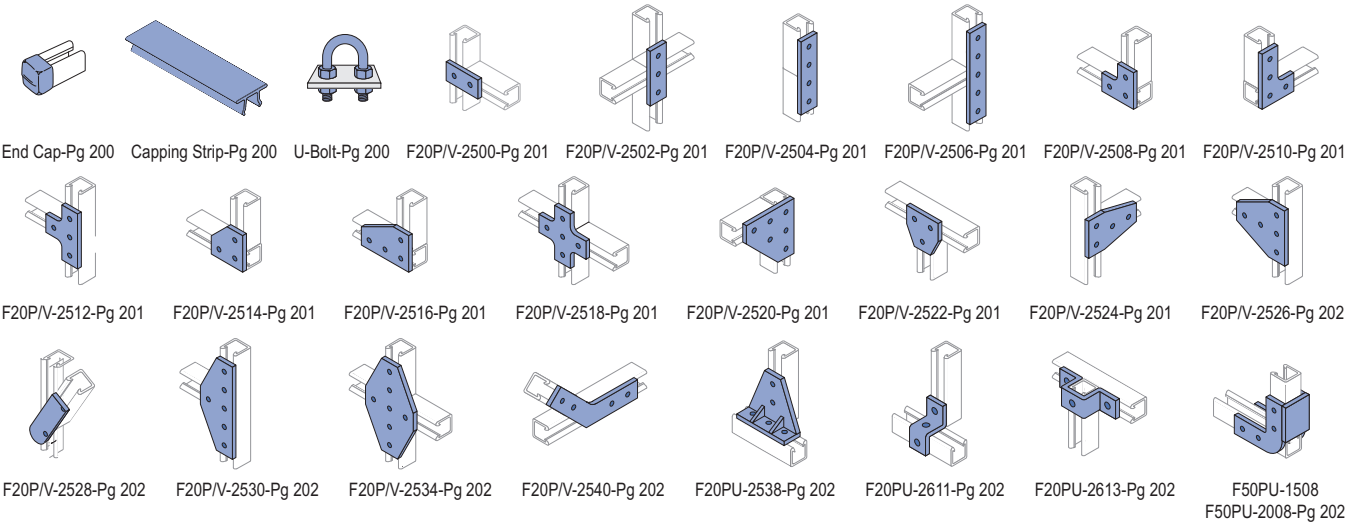 End Cap-Pg 200
Capping Strip-Pg 200
U-Bolt-Pg 200
F20P/V-2500-Pg 201
F20P/V-2502-Pg 201
F20P/V-2504-Pg 201
F20P/V-2506-Pg 201
F20P/V-2508-Pg 201
F20P/V-2510-Pg 201
F20P/V-2512-Pg 201
F20P/V-2514-Pg 201
F20P/V-2516-Pg 201
F20P/V-2518-Pg 201
F20P/V-2520-Pg 201
F20P/V-2522-Pg 201
F20P/V-2524-Pg 201
F20P/V-2526-Pg 202
F20P/V-2528-Pg 202
F20P/V-2530-Pg 202
F20P/V-2534-Pg 202
F20P/V-2540-Pg 202
F20PU-2538-Pg 202
F20PU-2611-Pg 202
F20PU-2613-Pg 202
F50PU-1508
F50PU-2008-Pg 202